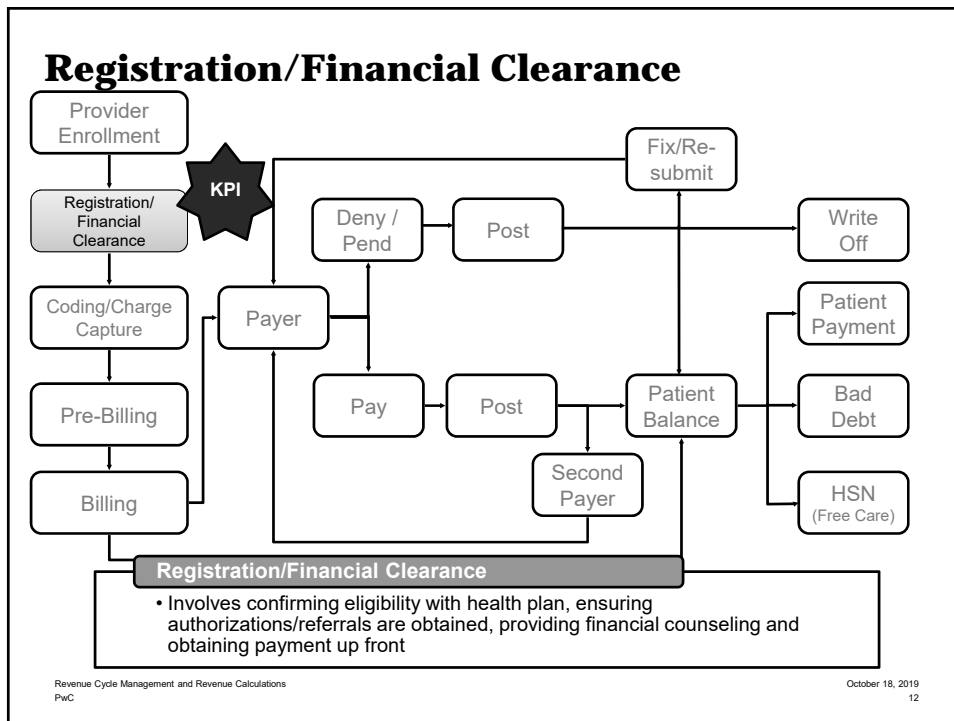 Registration/Financial Clearance
Provider
Enrollment
KPI
Registration/
Financial
Clearance
Fix/Re-
submit
Deny /
Pend
Post
Write
Off
Coding/Charge
Capture
Payer
Patient
Payment
Pre-Billing
Pay
Post
Patient
Balance
Bad
Debt
Billing
Second
Payer
HSN
(Free Care)
Registration/Financial Clearance
• Involves confirming eligibility with health plan, ensuring
authorizations/referrals are obtained, providing financial counseling and
obtaining payment up front
Revenue Cycle Management and Revenue Calculations
PwC
October 18, 2019
12